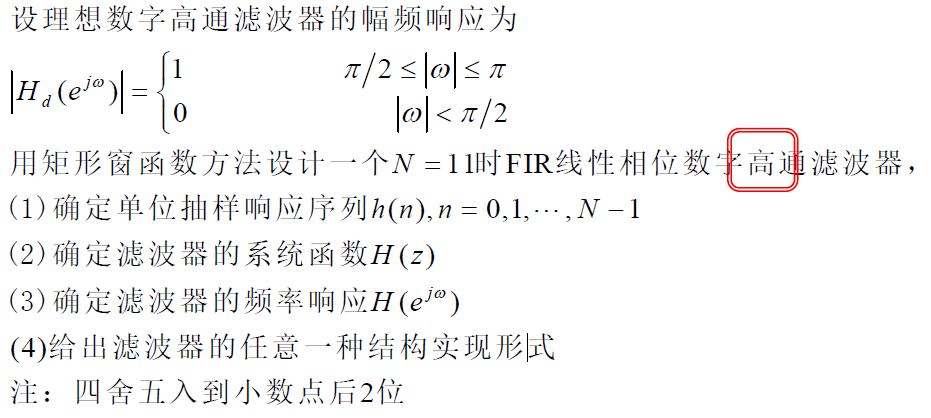 设理想数字高通滤波器的幅频响应为
|H_d(e^{jω})| = { 1 π/2 ≤ |ω| ≤ π
0 |ω| < π/2
用矩形窗函数方法设计一个N = 11时FIR线性相位数字高通滤波器，
(1)确定单位抽样响应序列h(n), n = 0,1,⋯, N − 1
(2)确定滤波器的系统函数H(z)
(3)确定滤波器的频率响应H(e^{jω})
(4)给出滤波器的任意一种结构实现形式
注：四舍五入到小数点后2位